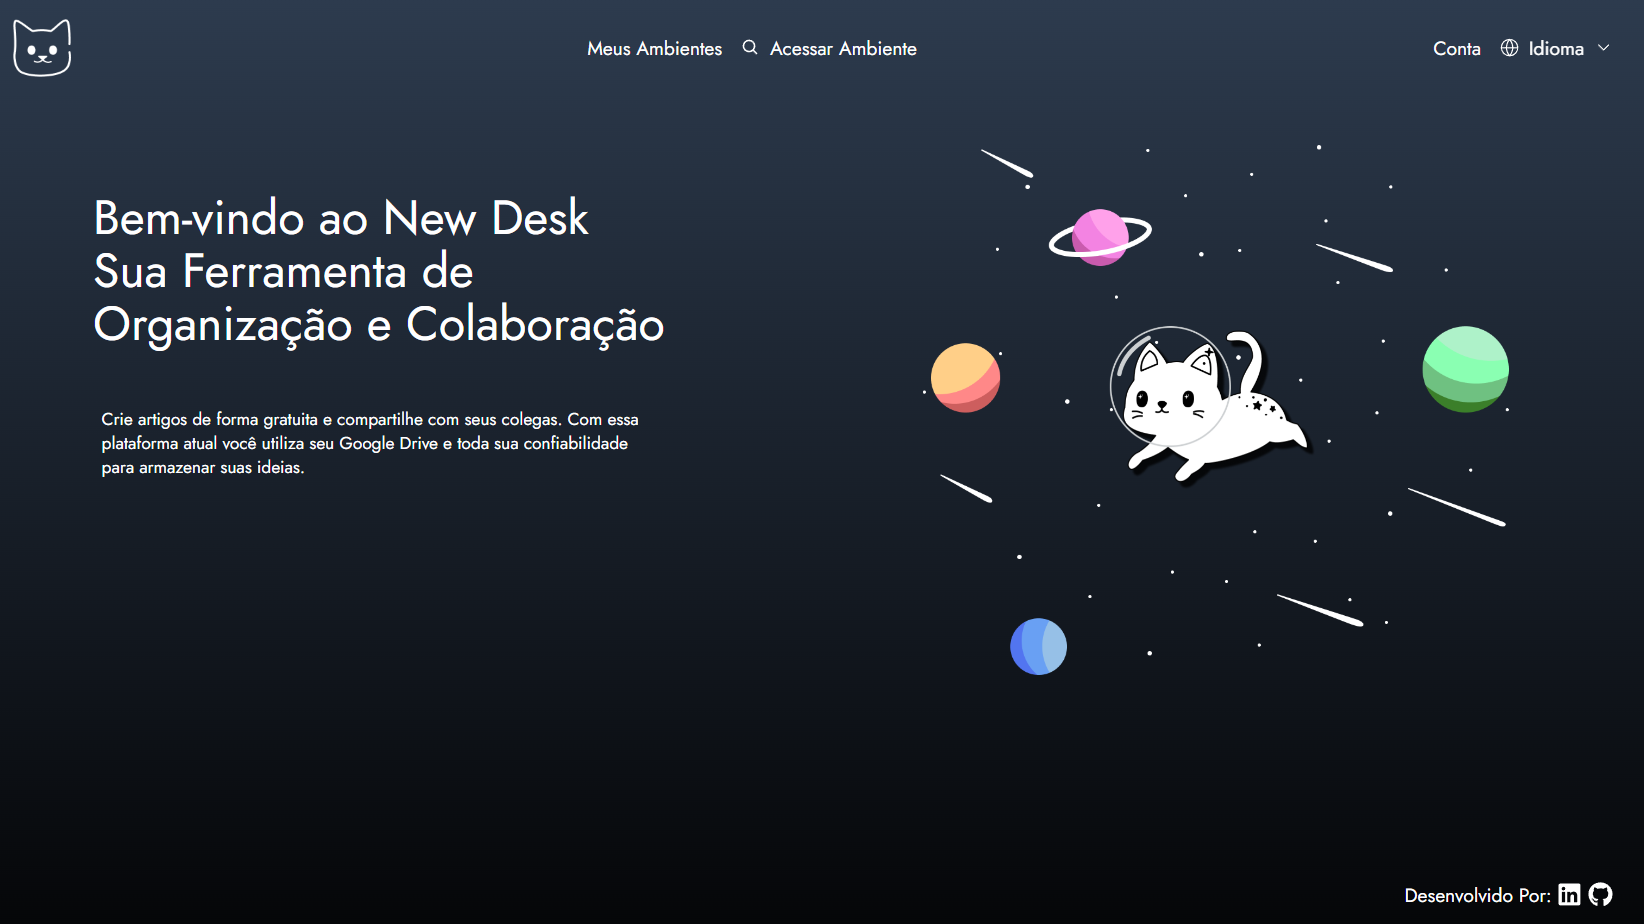 Meus Ambientes
Acessar Ambiente
Conta
Idioma
Bem-vindo ao New Desk
Sua Ferramenta de
Organização e Colaboração
Crie artigos de forma gratuita e compartilhe com seus colegas. Com essa
plataforma atual você utiliza seu Google Drive e toda sua confiabilidade
para armazenar suas ideias.
Desenvolvido Por: in